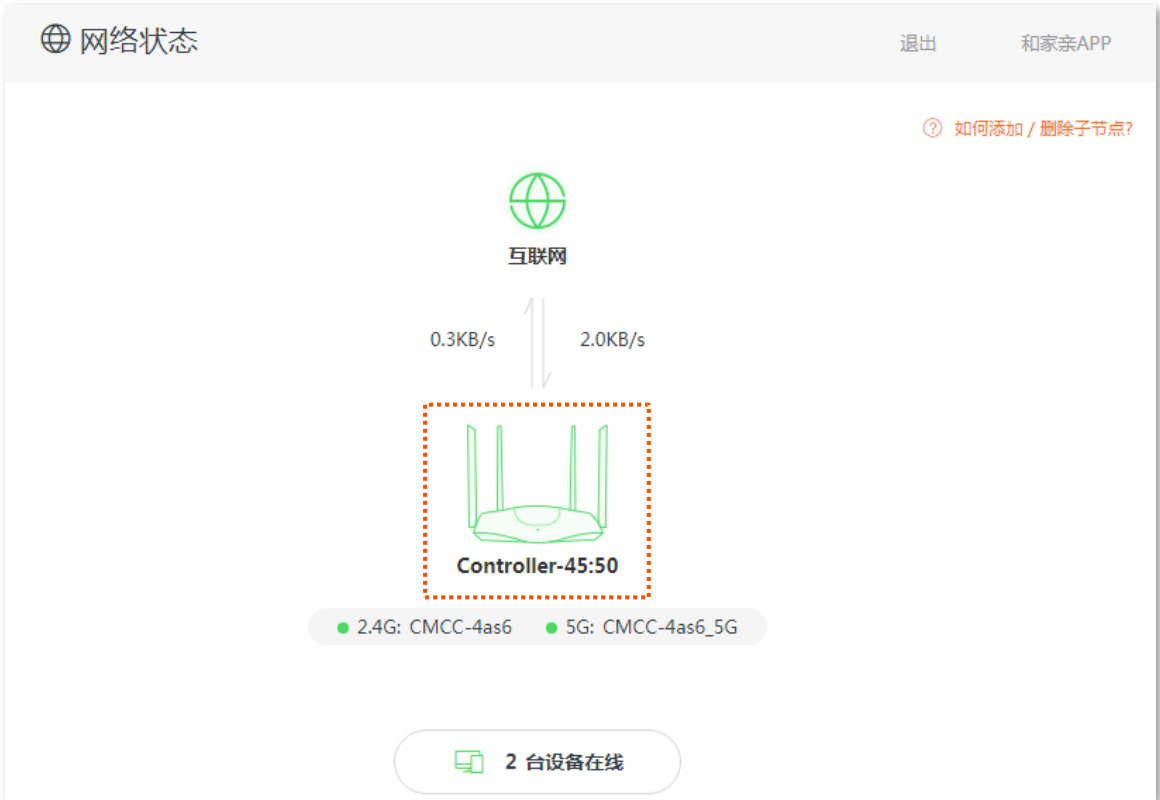 网络状态
退出 和家亲APP
? 如何添加 / 删除子节点?
互联网
0.3KB/s 2.0KB/s
Controller-45:50
2.4G: CMCC-4as6 5G: CMCC-4as6_5G
2 台设备在线